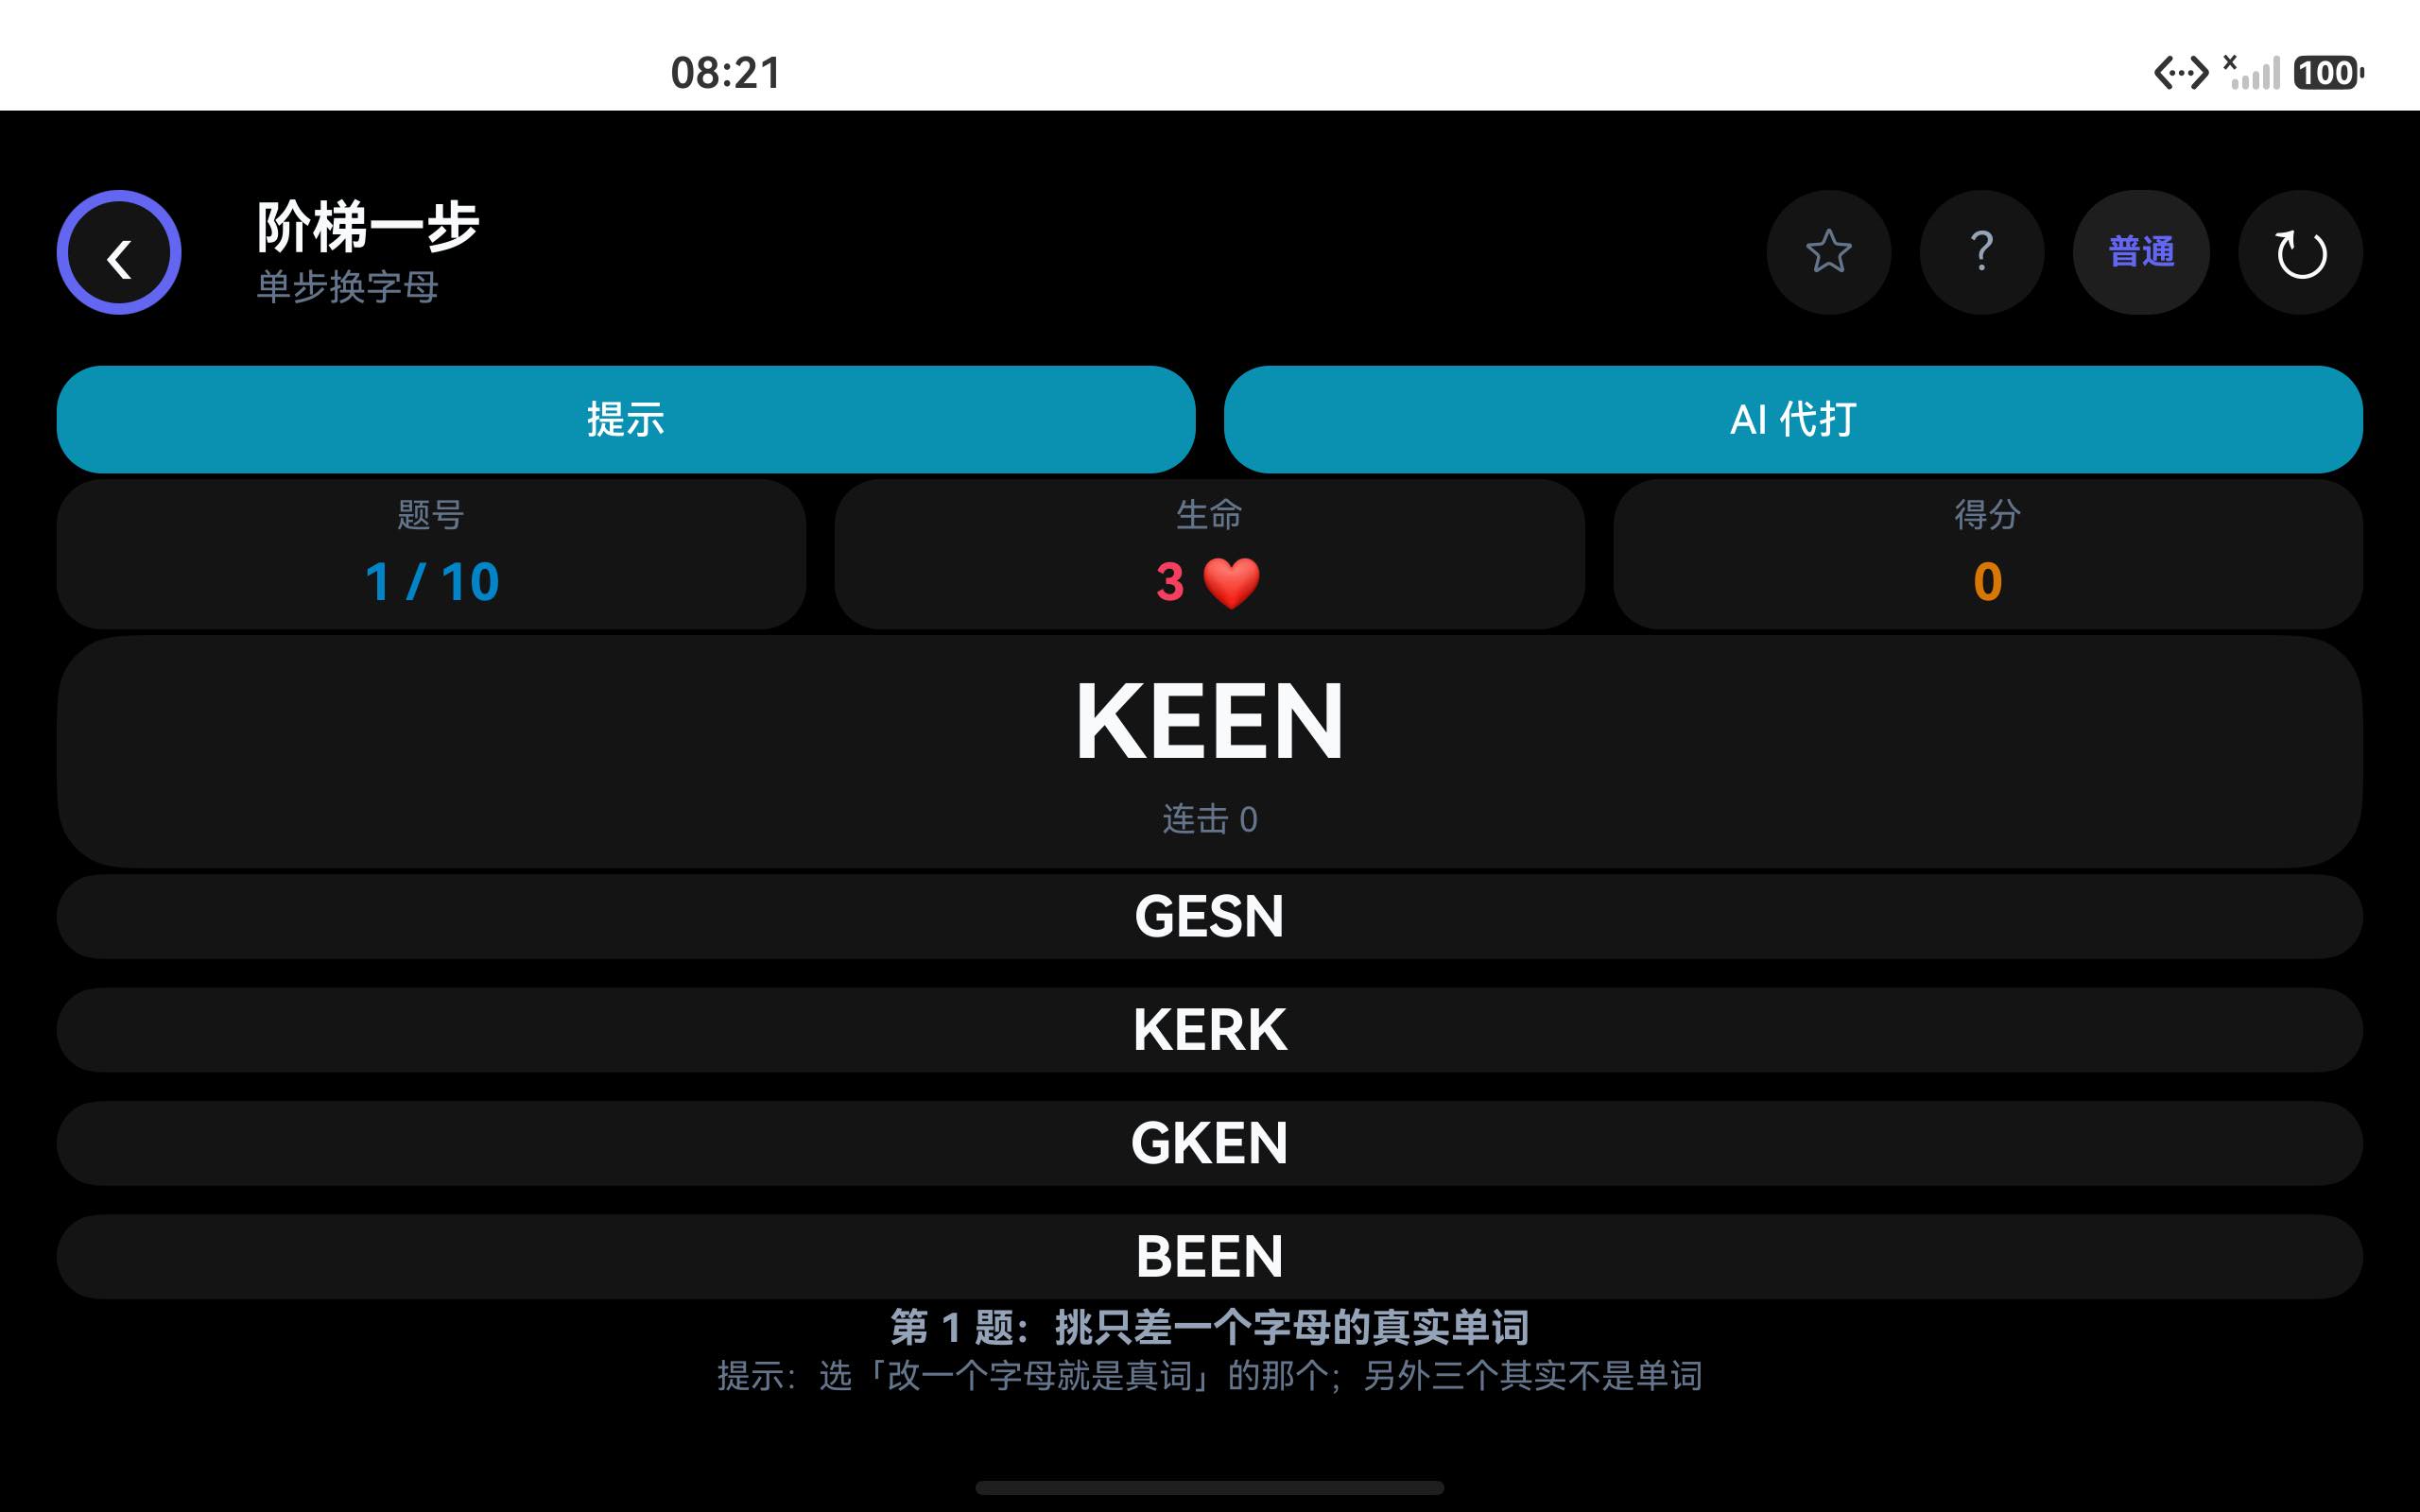 08:21
100
阶梯一步
单步换字母
?
普通
提示
AI 代打
题号
生命
得分
1 / 10
3 ❤️
0
KEEN
连击 0
GESN
KERK
GKEN
BEEN
第 1 题：挑只差一个字母的真实单词
提示：选「改一个字母就是真词」的那个；另外三个其实不是单词